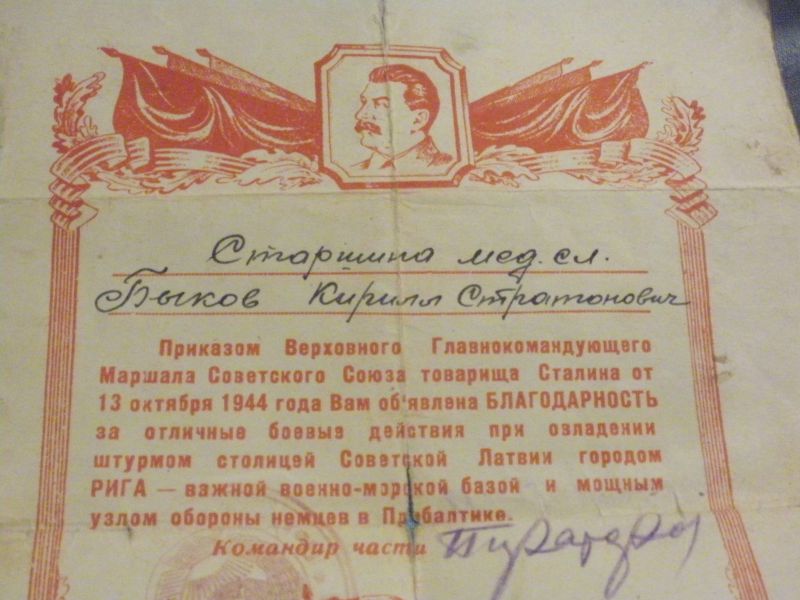 Старшина мед. сл.
Быков Кирилл Стратонович
Приказом Верховного Главнокомандующего
Маршала Советского Союза товарища Сталина от
13 октября 1944 года Вам об'явлена БЛАГОДАРНОСТЬ
за отличные боевые действия при овладении
штурмом столицей Советской Латвии городом
РИГА — важной военно-морской базой и мощным
узлом обороны немцев в Прибалтике.
Командир части